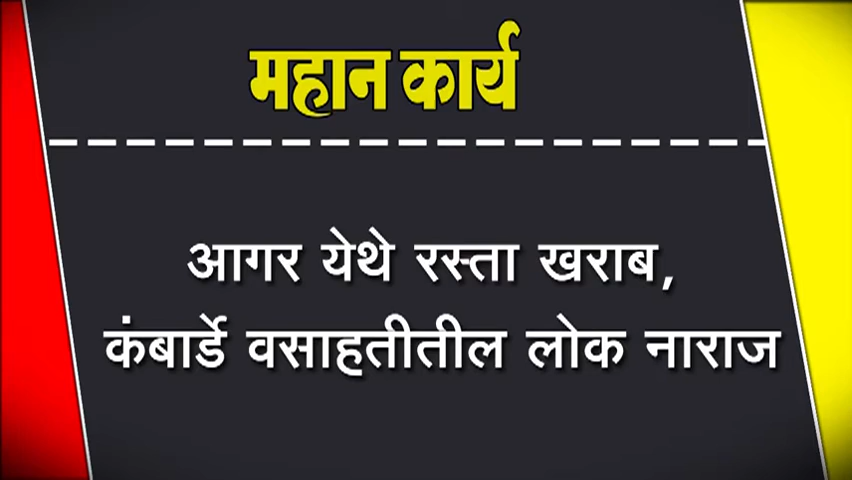 महान कार्य
आगर येथे रस्ता खराब,
कंबार्डे वसाहतीतील लोक नाराज